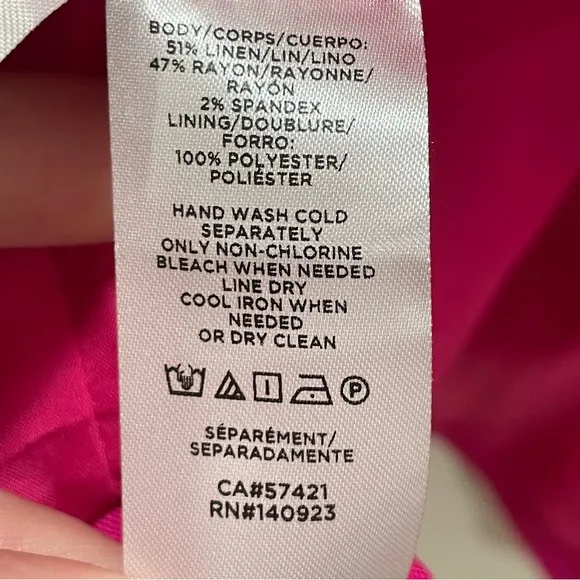 BODY/CORPS/CUERPO:
51% LINEN/LIN/LINO
47% RAYON/RAYONNE/
RAYÓN
2% SPANDEX
LINING/DOUBLURE/
FORRO:
100% POLYESTER/
POLIÉSTER
HAND WASH COLD
SEPARATELY
ONLY NON-CHLORINE
BLEACH WHEN NEEDED
LINE DRY
COOL IRON WHEN
NEEDED
OR DRY CLEAN
P
SÉPARÉMENT/
SEPARADAMENTE
CA#57421
RN#140923